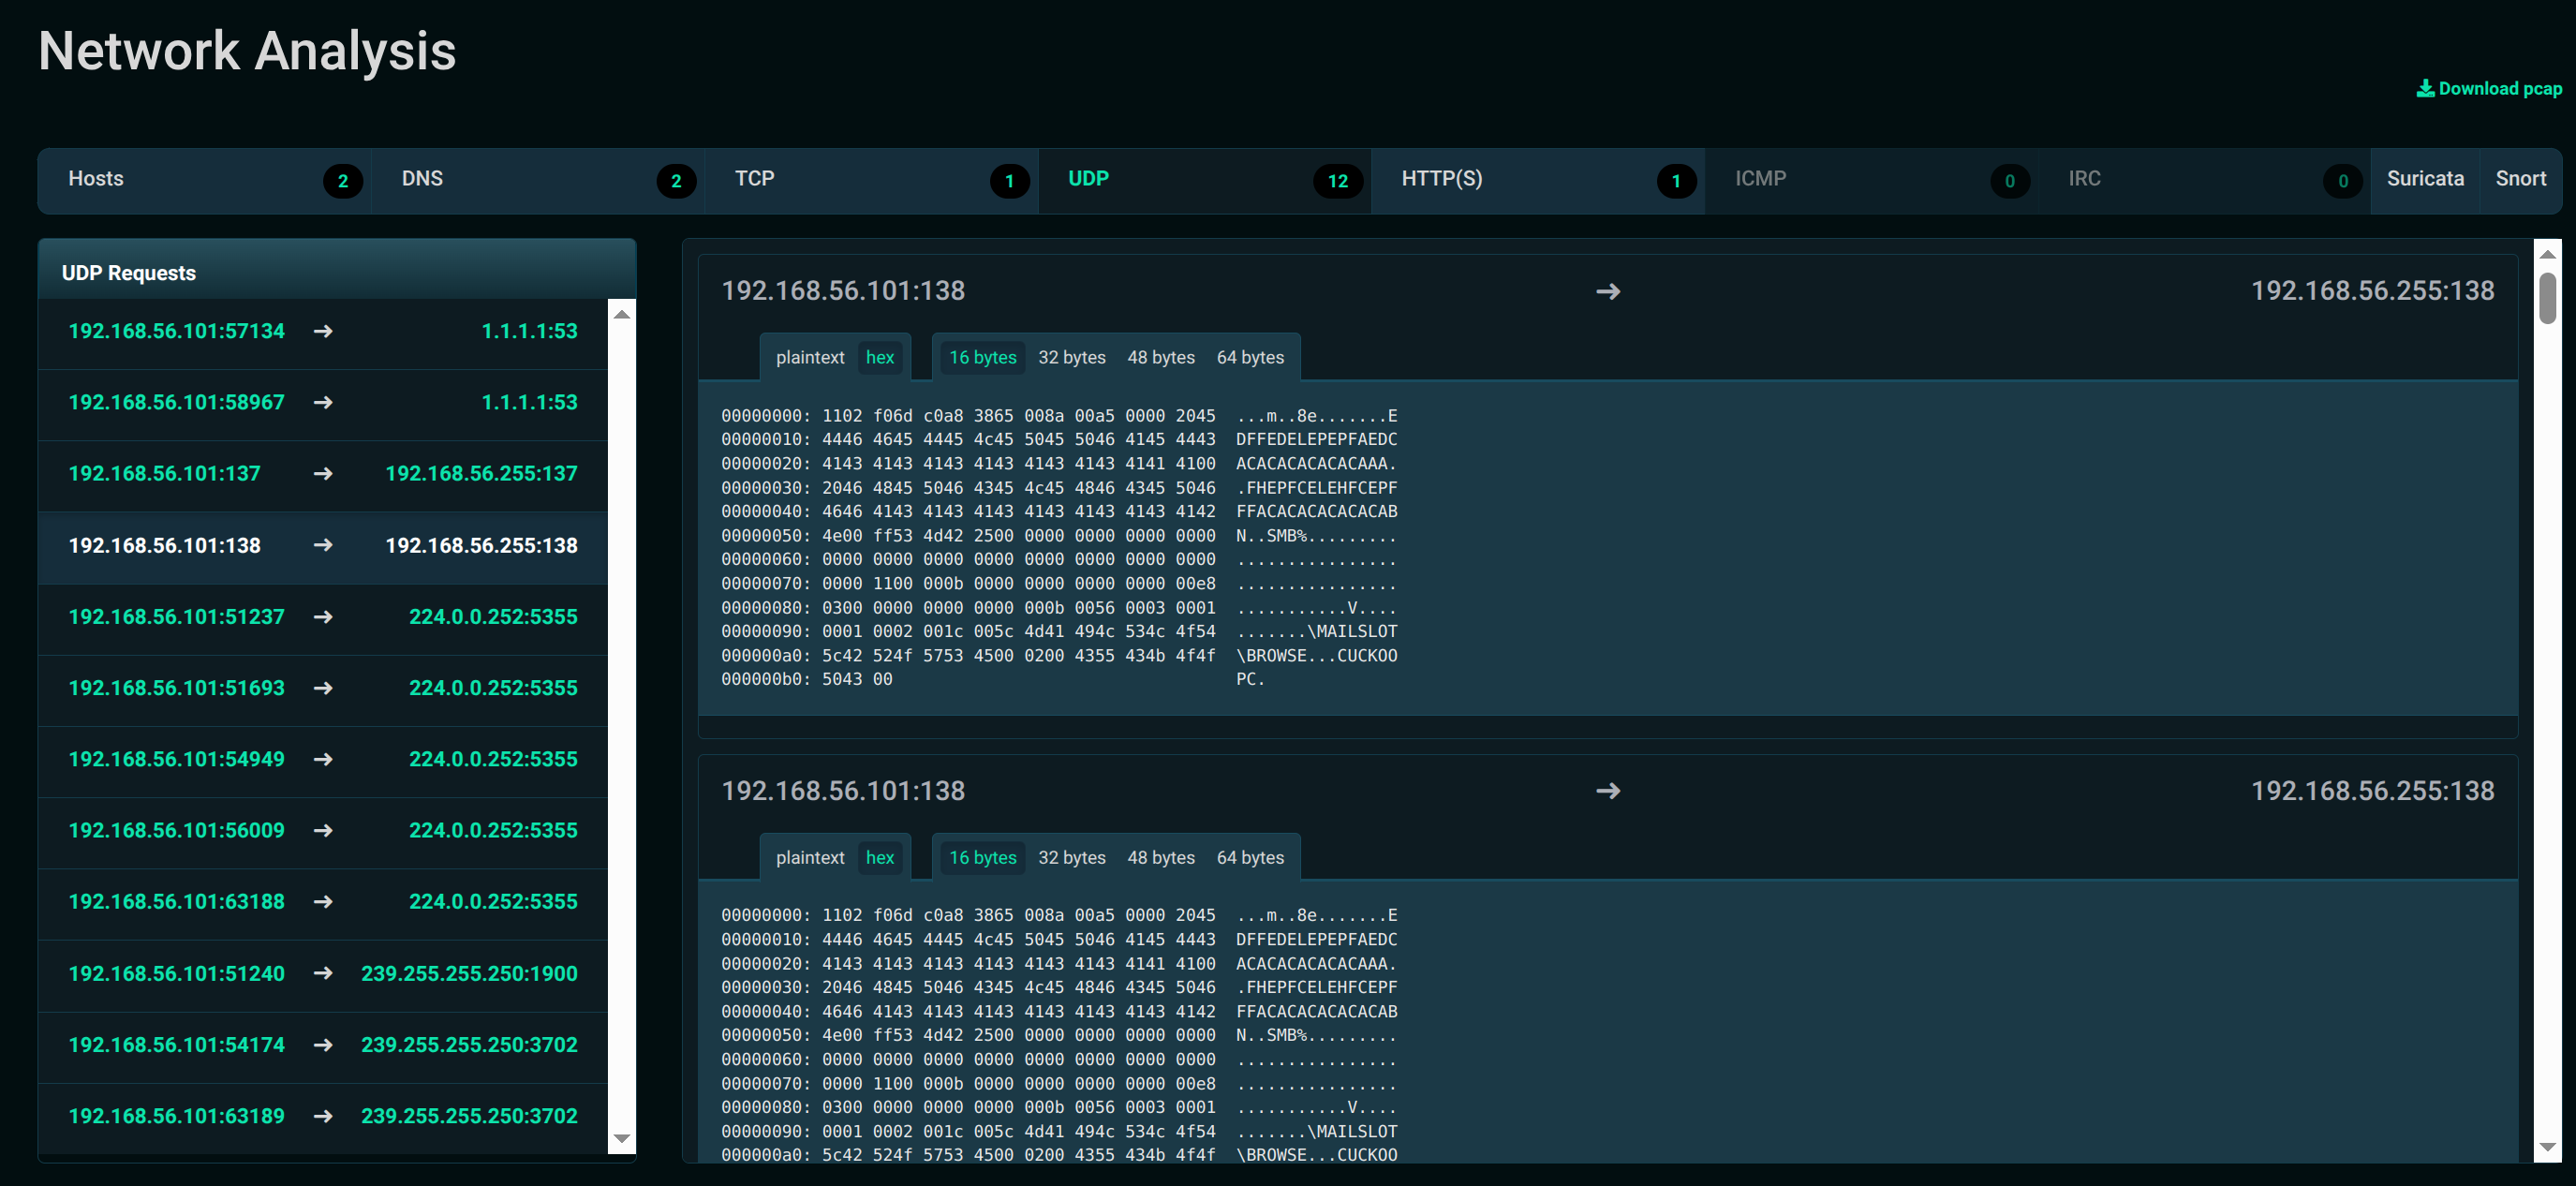 Network Analysis
Download pcap
Hosts 2 DNS 2 TCP 1 UDP 12 HTTP(S) 1 ICMP 0 IRC 0 Suricata Snort
UDP Requests
192.168.56.101:57134 → 1.1.1.1:53
192.168.56.101:58967 → 1.1.1.1:53
192.168.56.101:137 → 192.168.56.255:137
192.168.56.101:138 → 192.168.56.255:138
192.168.56.101:51237 → 224.0.0.252:5355
192.168.56.101:51693 → 224.0.0.252:5355
192.168.56.101:54949 → 224.0.0.252:5355
192.168.56.101:56009 → 224.0.0.252:5355
192.168.56.101:63188 → 224.0.0.252:5355
192.168.56.101:51240 → 239.255.255.250:1900
192.168.56.101:54174 → 239.255.255.250:3702
192.168.56.101:63189 → 239.255.255.250:3702
192.168.56.101:138 → 192.168.56.255:138
plaintext hex 16 bytes 32 bytes 48 bytes 64 bytes
00000000: 1102 f06d c0a8 3865 008a 00a5 0000 2045 ...m..8e.......E
00000010: 4446 4645 4445 4c45 5045 5046 4145 4443 DFFEDELEPEPFAEDC
00000020: 4143 4143 4143 4143 4143 4143 4141 4100 ACACACACACACAAA.
00000030: 2046 4845 5046 4345 4c45 4846 4345 5046 .FHEPFCELEHFCEPF
00000040: 4646 4143 4143 4143 4143 4143 4143 4142 FFACACACACACACAB
00000050: 4e00 ff53 4d42 2500 0000 0000 0000 0000 N..SMB%.........
00000060: 0000 0000 0000 0000 0000 0000 0000 0000 ................
00000070: 0000 1100 000b 0000 0000 0000 0000 00e8 ................
00000080: 0300 0000 0000 0000 000b 0056 0003 0001 ...........V....
00000090: 0001 0002 001c 005c 4d41 494c 534c 4f54 .......\MAILSLOT
000000a0: 5c42 524f 5753 4500 0200 4355 434b 4f4f \BROWSE...CUCKOO
000000b0: 5043 00 PC.
192.168.56.101:138 → 192.168.56.255:138
plaintext hex 16 bytes 32 bytes 48 bytes 64 bytes
00000000: 1102 f06d c0a8 3865 008a 00a5 0000 2045 ...m..8e.......E
00000010: 4446 4645 4445 4c45 5045 5046 4145 4443 DFFEDELEPEPFAEDC
00000020: 4143 4143 4143 4143 4143 4143 4141 4100 ACACACACACACAAA.
00000030: 2046 4845 5046 4345 4c45 4846 4345 5046 .FHEPFCELEHFCEPF
00000040: 4646 4143 4143 4143 4143 4143 4143 4142 FFACACACACACACAB
00000050: 4e00 ff53 4d42 2500 0000 0000 0000 0000 N..SMB%.........
00000060: 0000 0000 0000 0000 0000 0000 0000 0000 ................
00000070: 0000 1100 000b 0000 0000 0000 0000 00e8 ................
00000080: 0300 0000 0000 0000 000b 0056 0003 0001 ...........V....
00000090: 0001 0002 001c 005c 4d41 494c 534c 4f54 .......\MAILSLOT
000000a0: 5c42 524f 5753 4500 0200 4355 434b 4f4f \BROWSE...CUCKOO